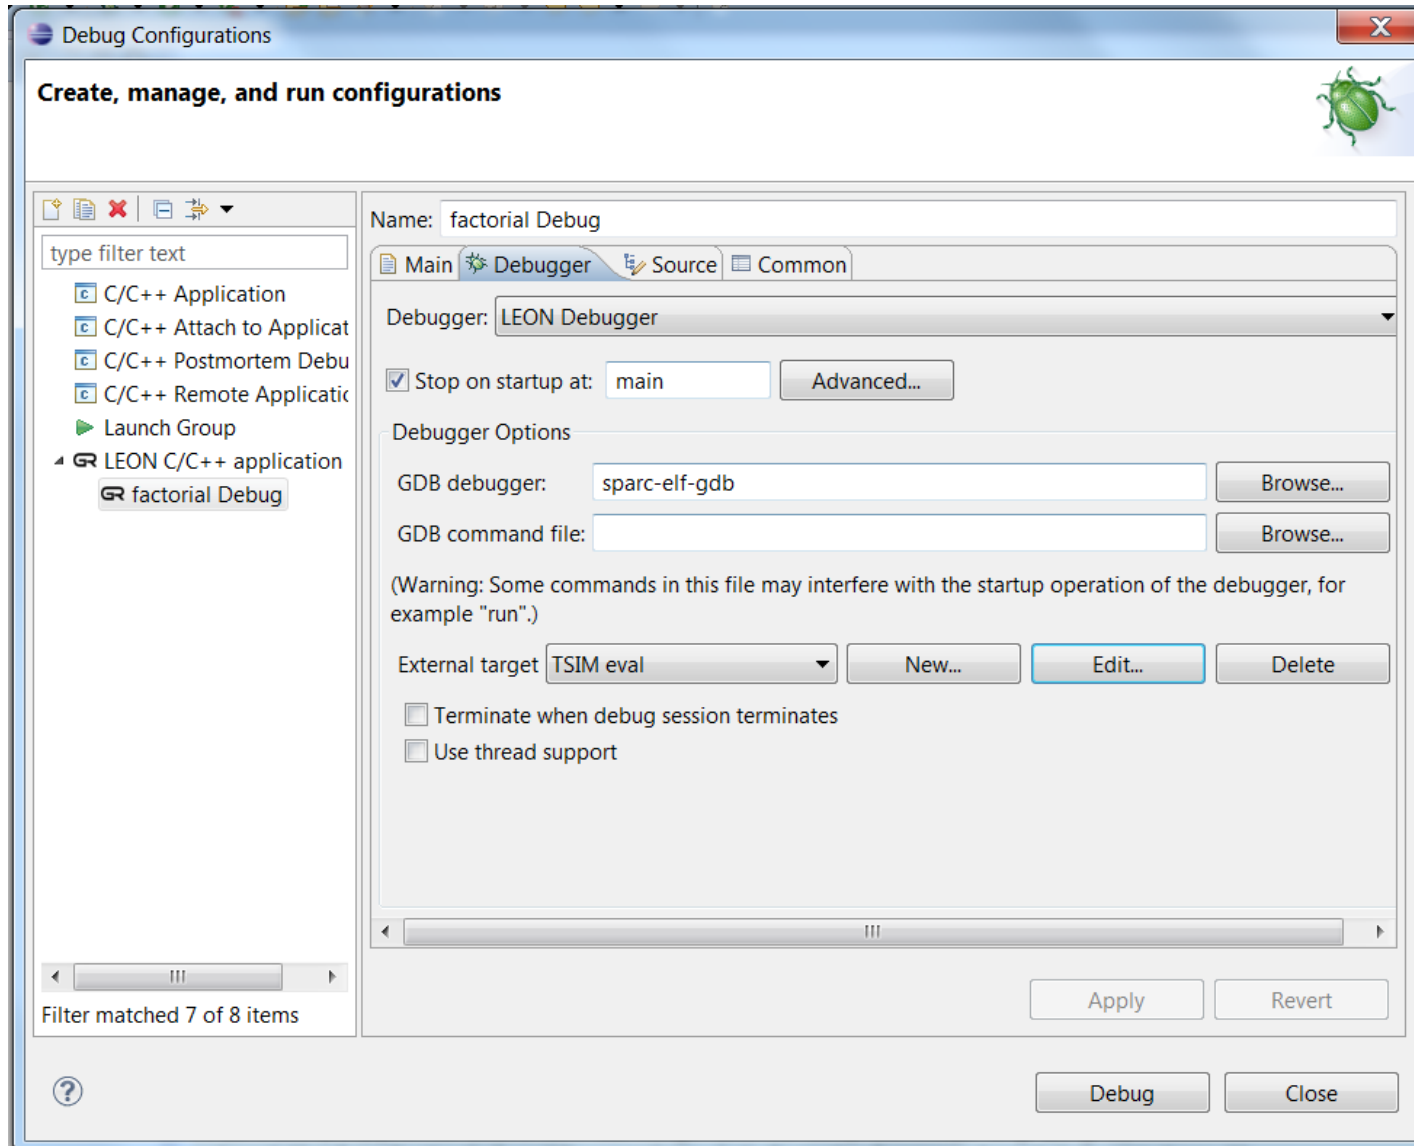 Debug Configurations
Create, manage, and run configurations
type filter text
C/C++ Application
C/C++ Attach to Applicat
C/C++ Postmortem Debu
C/C++ Remote Applicatic
Launch Group
GR LEON C/C++ application
GR factorial Debug
Filter matched 7 of 8 items
Name: factorial Debug
Main Debugger Source Common
Debugger: LEON Debugger
Stop on startup at: main Advanced...
Debugger Options
GDB debugger: sparc-elf-gdb Browse...
GDB command file: Browse...
(Warning: Some commands in this file may interfere with the startup operation of the debugger, for
example "run".)
External target TSIM eval New... Edit... Delete
Terminate when debug session terminates
Use thread support
Apply Revert
Debug Close